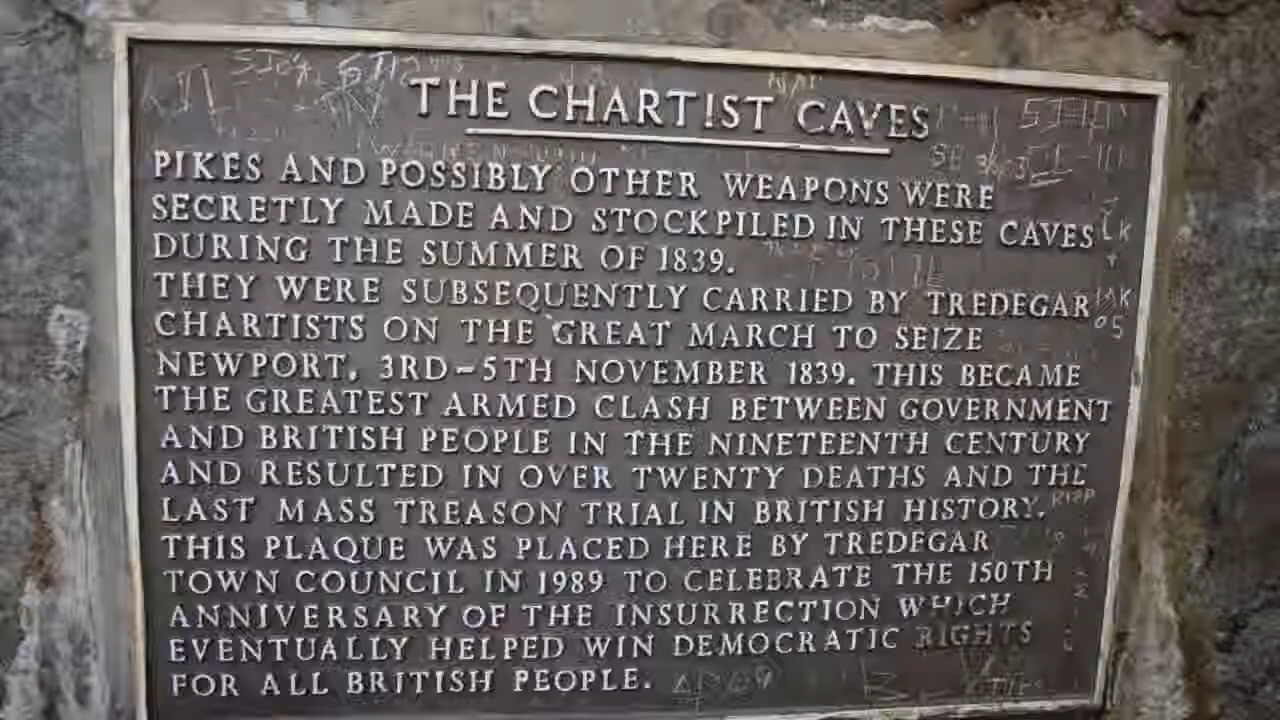 THE CHARTIST CAVES
PIKES AND POSSIBLY OTHER WEAPONS WERE
SECRETLY MADE AND STOCKPILED IN THESE CAVES
DURING THE SUMMER OF 1839.
THEY WERE SUBSEQUENTLY CARRIED BY TREDEGAR
CHARTISTS ON THE GREAT MARCH TO SEIZE
NEWPORT, 3RD-5TH NOVEMBER 1839. THIS BECAME
THE GREATEST ARMED CLASH BETWEEN GOVERNMENT
AND BRITISH PEOPLE IN THE NINETEENTH CENTURY
AND RESULTED IN OVER TWENTY DEATHS AND THE
LAST MASS TREASON TRIAL IN BRITISH HISTORY.
THIS PLAQUE WAS PLACED HERE BY TREDEGAR
TOWN COUNCIL IN 1989 TO CELEBRATE THE 150TH
ANNIVERSARY OF THE INSURRECTION WHICH
EVENTUALLY HELPED WIN DEMOCRATIC RIGHTS
FOR ALL BRITISH PEOPLE.